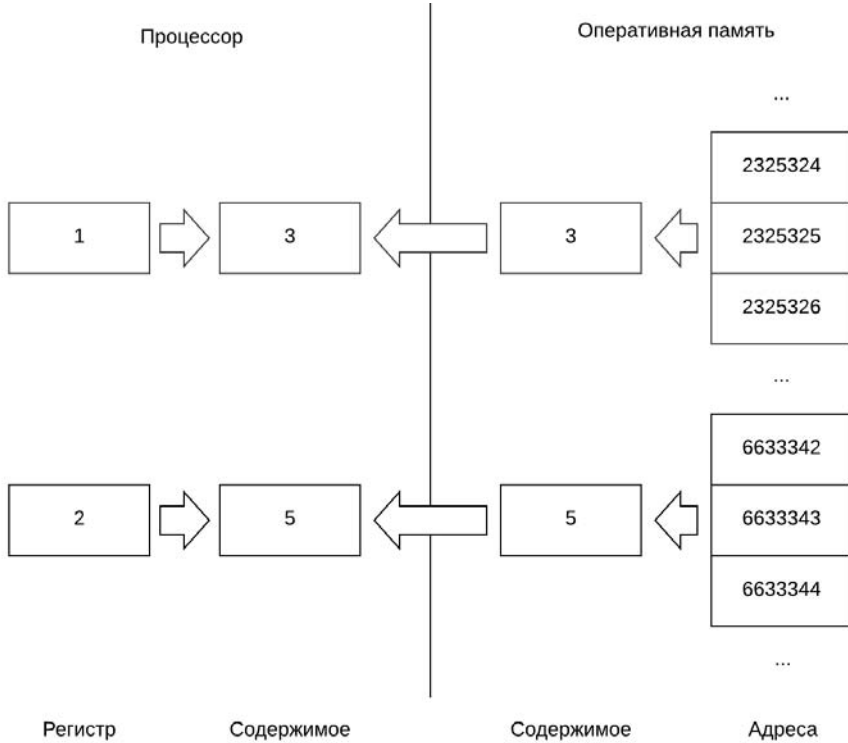 Процессор
Оперативная память
...
2325324
1
3
3
2325325
2325326
...
6633342
2
5
5
6633343
6633344
...
Регистр
Содержимое
Содержимое
Адреса